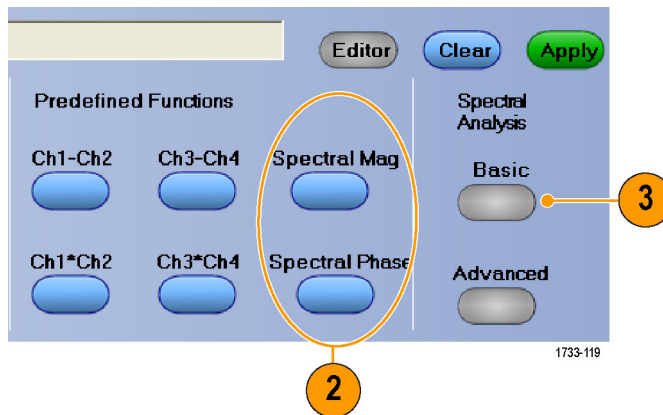 Editor Clear Apply
Predefined Functions
Spectral
Analysis
Ch1-Ch2 Ch3-Ch4 Spectral Mag
Basic
3
Ch1*Ch2 Ch3*Ch4 Spectral Phase
Advanced
1733-119
2